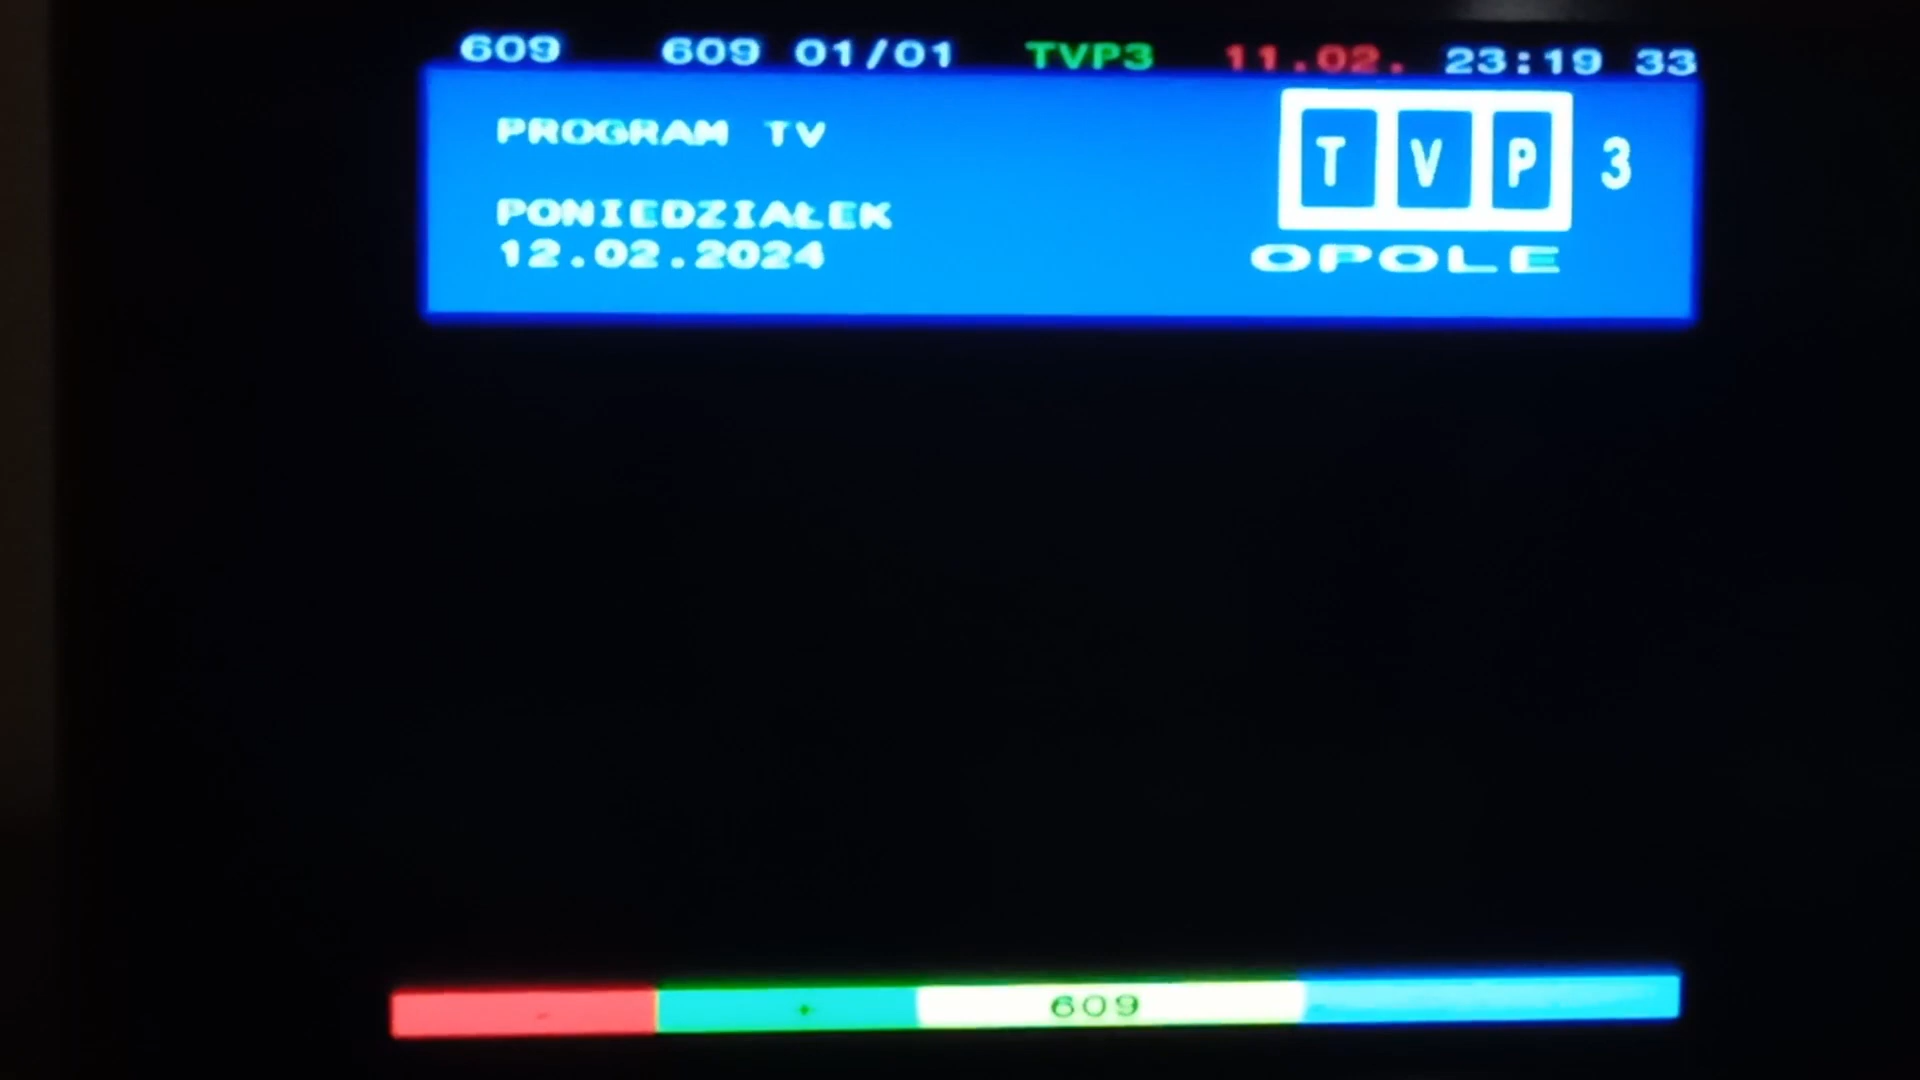 609 609 01/01 TVP3 11.02. 23:19 33
PROGRAM TV
T V P 3
PONIEDZIAŁEK
12.02.2024
OPOLE
- + 609